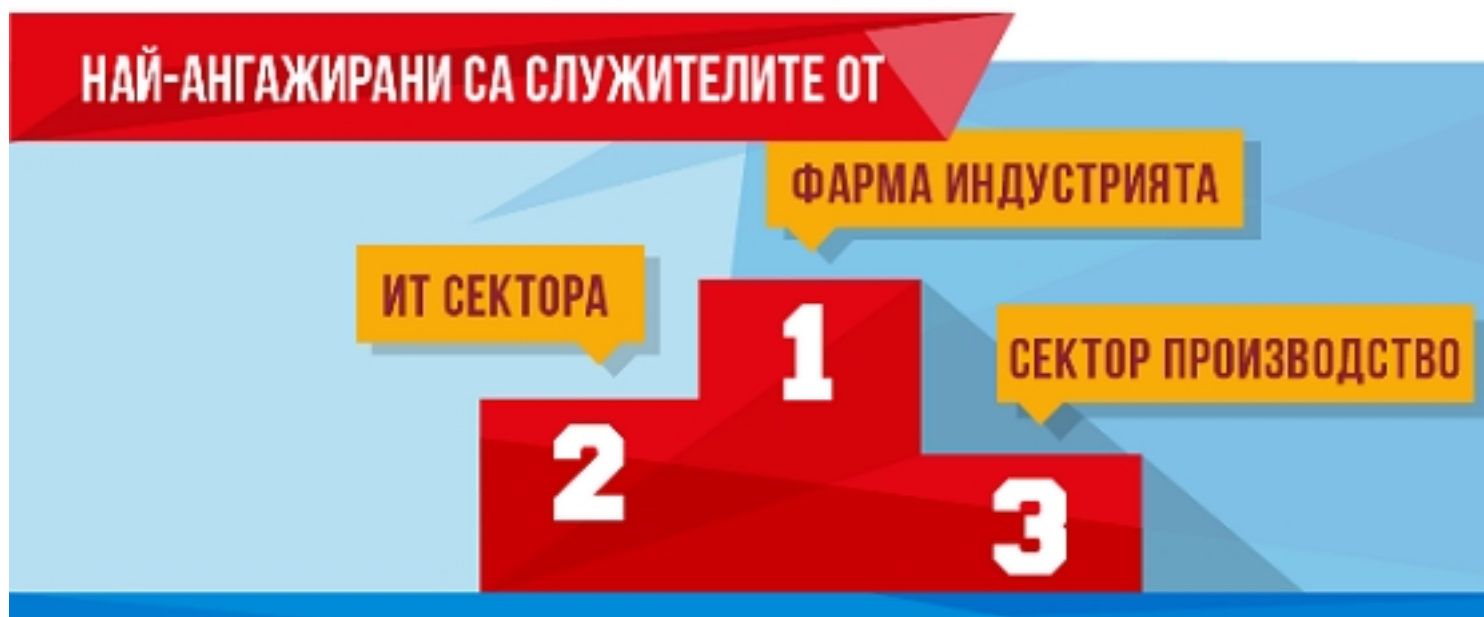 НАЙ-АНГАЖИРАНИ СА СЛУЖИТЕЛИТЕ ОТ
ФАРМА ИНДУСТРИЯТА
ИТ СЕКТОРА
1
СЕКТОР ПРОИЗВОДСТВО
2
3